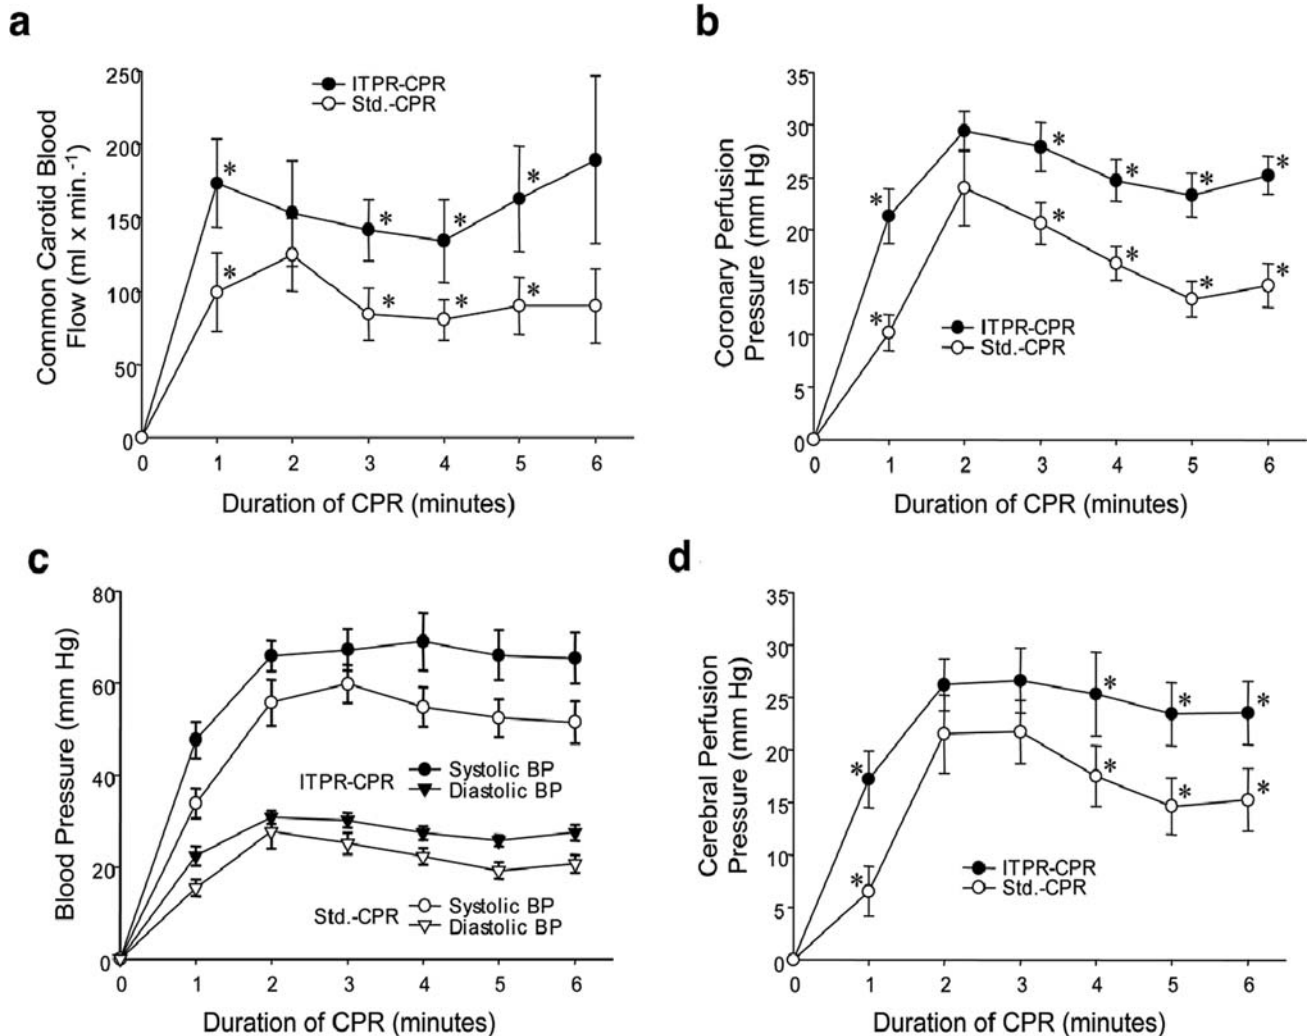 a
250
200
150
100
50
0
Common Carotid Blood
Flow (ml x min.⁻¹)
ITPR-CPR
Std.-CPR
* * * *
* * * *
0 1 2 3 4 5 6
Duration of CPR (minutes)
b
35
30
25
20
15
10
5
0
Coronary Perfusion
Pressure (mm Hg)
* * * * *
* * * * *
ITPR-CPR
Std.-CPR
0 1 2 3 4 5 6
Duration of CPR (minutes)
c
80
60
40
20
0
Blood Pressure (mm Hg)
ITPR-CPR
Systolic BP
Diastolic BP
Std.-CPR
Systolic BP
Diastolic BP
0 1 2 3 4 5 6
Duration of CPR (minutes)
d
35
30
25
20
15
10
5
0
Cerebral Perfusion
Pressure (mm Hg)
* * * *
* * * *
ITPR-CPR
Std.-CPR
0 1 2 3 4 5 6
Duration of CPR (minutes)